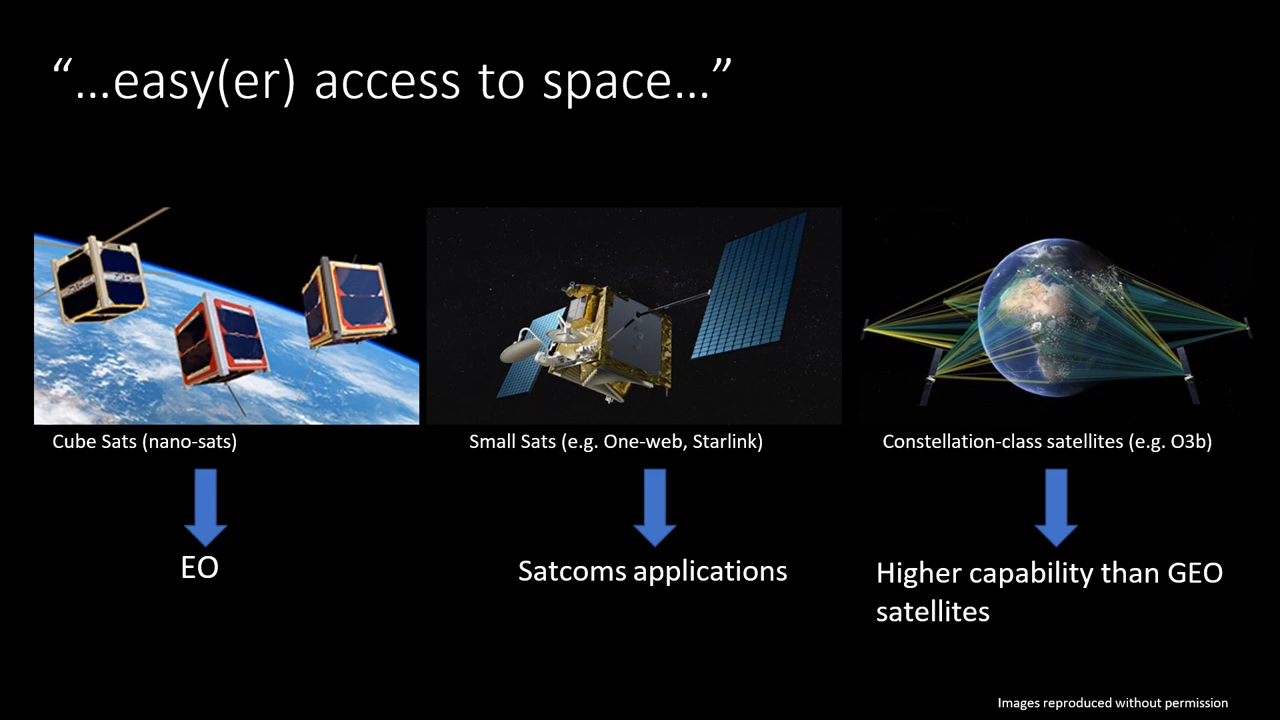 “…easy(er) access to space…”
Cube Sats (nano-sats)
Small Sats (e.g. One-web, Starlink)
Constellation-class satellites (e.g. O3b)
EO
Satcoms applications
Higher capability than GEO
satellites
Images reproduced without permission